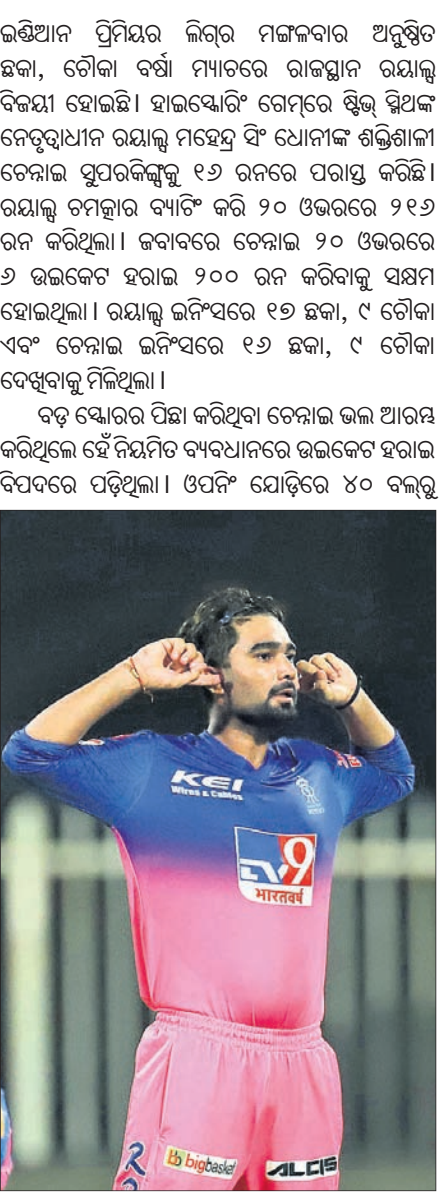 ଇଣ୍ଡିଆନ ପ୍ରିମିୟର ଲିଗ୍‌ର ମଙ୍ଗଳବାର ଅନୁଷ୍ଠିତ
ଛକା, ଚୌକା ବର୍ଷା ମ୍ୟାଚରେ ରାଜସ୍ଥାନ ରୟାଲ୍ସ
ବିଜୟୀ ହୋଇଛି। ହାଇସ୍କୋରିଂ ଗେମ୍‌ରେ ଷ୍ଟିଭ୍ ସ୍ମିଥଙ୍କ
ନେତୃତ୍ୱାଧୀନ ରୟାଲ୍ସ ମହେନ୍ଦ୍ର ସିଂ ଧୋନୀଙ୍କ ଶକ୍ତିଶାଳୀ
ଚେନ୍ନାଇ ସୁପରକିଙ୍ଗ୍ସକୁ ୧୬ ରନରେ ପରାସ୍ତ କରିଛି।
ରୟାଲ୍ସ ଚମତ୍କାର ବ୍ୟାଟିଂ କରି ୨୦ ଓଭରରେ ୨୧୬
ରନ କରିଥିଲା। ଜବାବରେ ଚେନ୍ନାଇ ୨୦ ଓଭରରେ
୬ ଉଇକେଟ ହରାଇ ୨୦୦ ରନ କରିବାକୁ ସକ୍ଷମ
ହୋଇଥିଲା। ରୟାଲ୍ସ ଇନିଂସରେ ୧୭ ଛକା, ୯ ଚୌକା
ଏବଂ ଚେନ୍ନାଇ ଇନିଂସରେ ୧୬ ଛକା, ୯ ଚୌକା
ଦେଖିବାକୁ ମିଳିଥିଲା।
ବଡ଼ ସ୍କୋରର ପିଛା କରିଥିବା ଚେନ୍ନାଇ ଭଲ ଆରମ୍ଭ
କରିଥିଲେ ହେଁ ନିୟମିତ ବ୍ୟବଧାନରେ ଉଇକେଟ ହରାଇ
ବିପଦରେ ପଡ଼ିଥିଲା। ଓପନିଂ ଯୋଡ଼ିରେ ୪୦ ବଲ୍‌ରୁ
KEI
Wires & Cables
TV9
भारतवर्ष
bb bigbasket
ALCIS